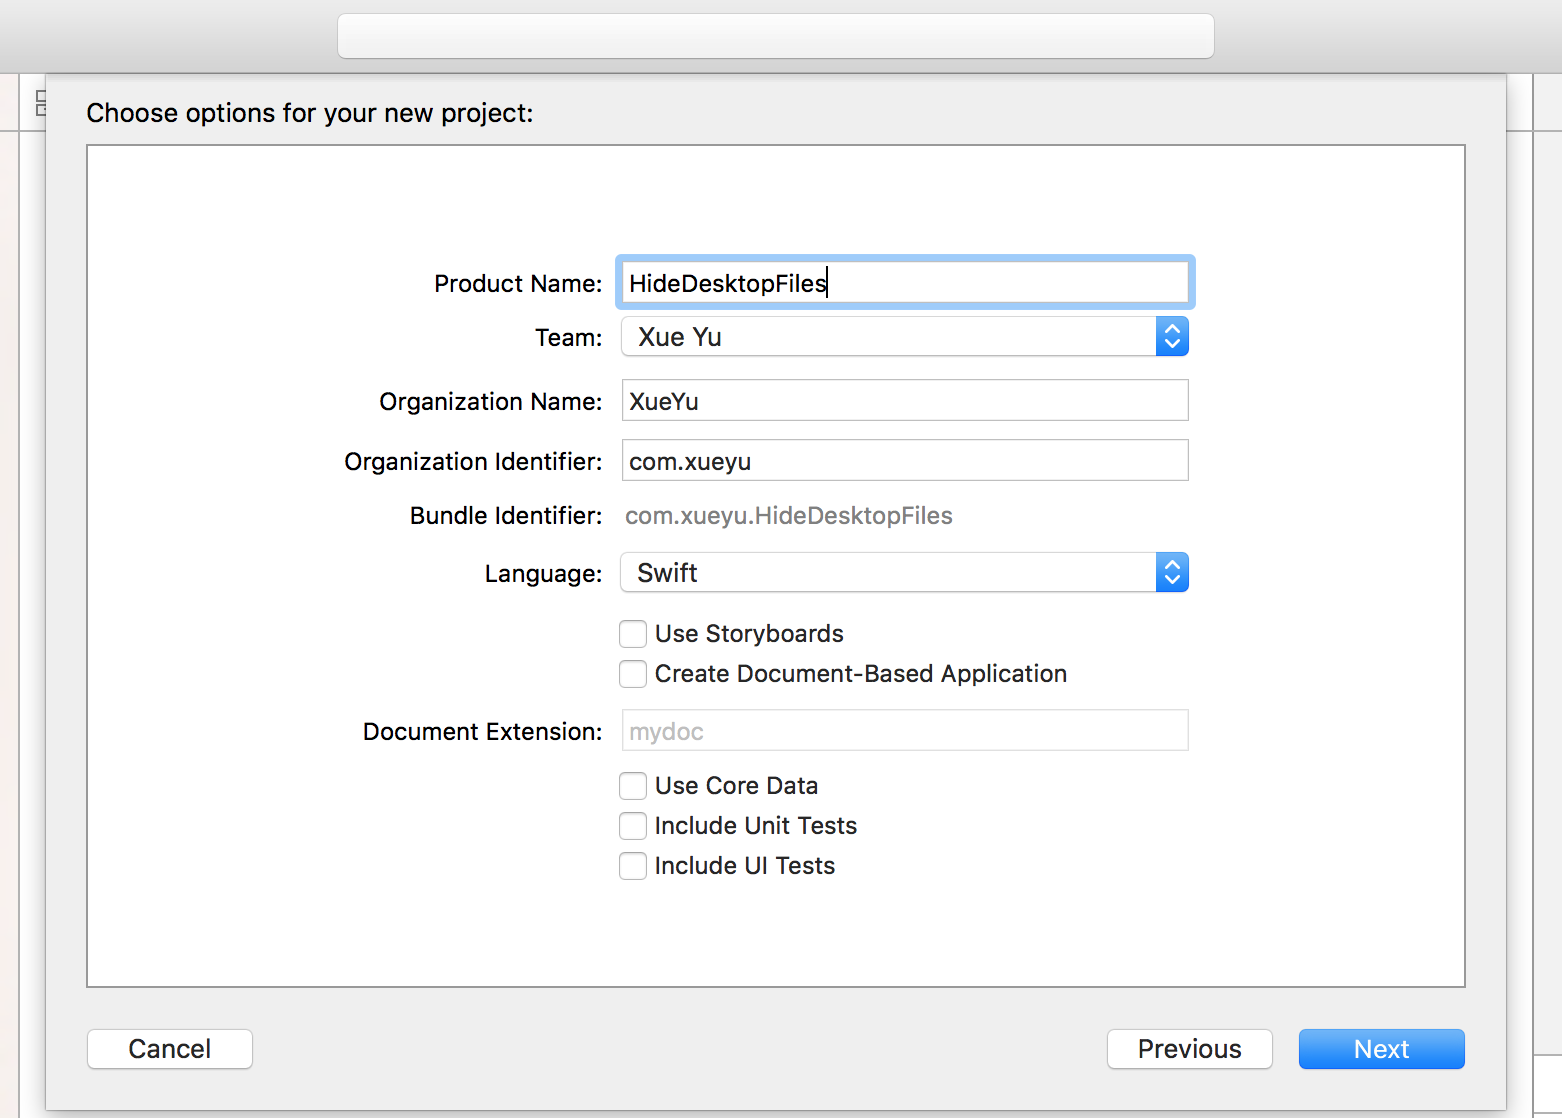 Choose options for your new project:
Product Name: HideDesktopFiles
Team: Xue Yu
Organization Name: XueYu
Organization Identifier: com.xueyu
Bundle Identifier: com.xueyu.HideDesktopFiles
Language: Swift
Use Storyboards
Create Document-Based Application
Document Extension: mydoc
Use Core Data
Include Unit Tests
Include UI Tests
Cancel Previous Next